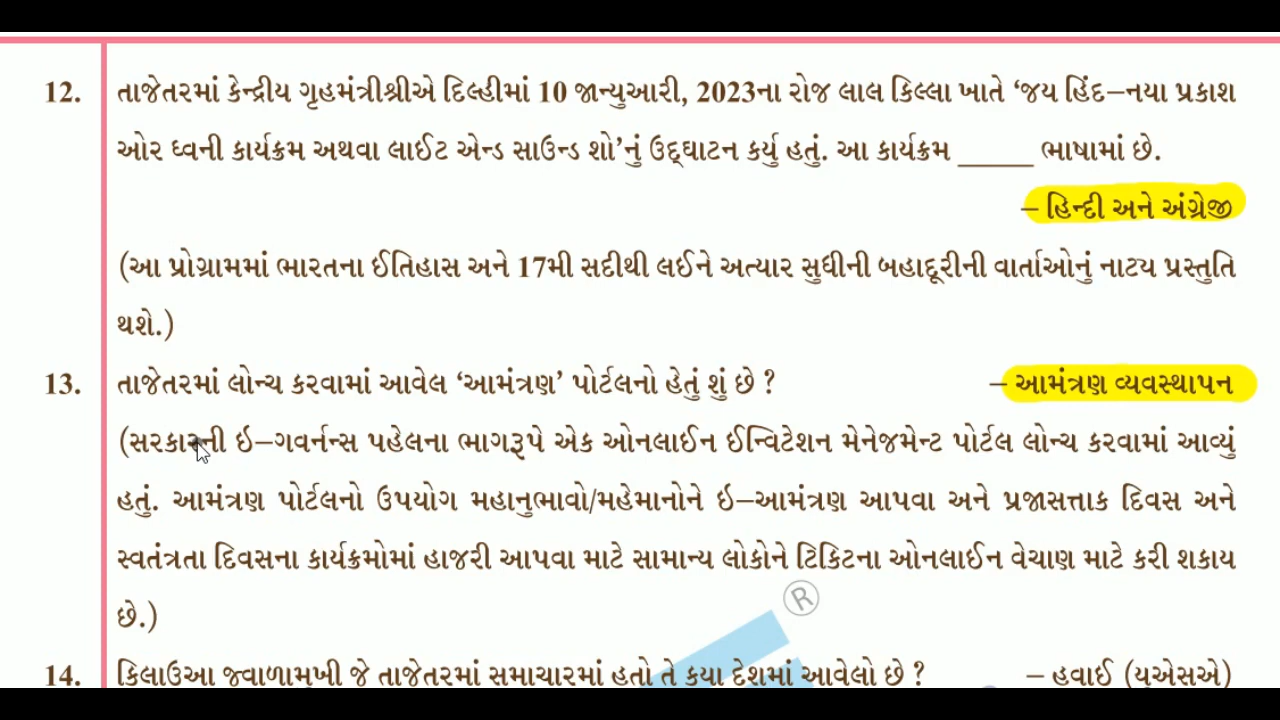 12. તાજેતરમાં કેન્દ્રીય ગૃહમંત્રીશ્રીએ દિલ્હીમાં 10 જાન્યુઆરી, 2023ના રોજ લાલ કિલ્લા ખાતે ‘જય હિંદ–નયા પ્રકાશ
ઓર ધ્વની કાર્યક્રમ અથવા લાઈટ એન્ડ સાઉન્ડ શો’નું ઉદ્ઘાટન કર્યુ હતું. આ કાર્યક્રમ _____ ભાષામાં છે.
– હિન્દી અને અંગ્રેજી
(આ પ્રોગ્રામમાં ભારતના ઈતિહાસ અને 17મી સદીથી લઈને અત્યાર સુધીની બહાદૂરીની વાર્તાઓનું નાટ્ય પ્રસ્તુતિ
થશે.)
13. તાજેતરમાં લોન્ચ કરવામાં આવેલ ‘આમંત્રણ’ પોર્ટલનો હેતું શું છે ? – આમંત્રણ વ્યવસ્થાપન
(સરકારની ઇ–ગવર્નન્સ પહેલના ભાગરૂપે એક ઓનલાઈન ઈન્વિટેશન મેનેજમેન્ટ પોર્ટલ લોન્ચ કરવામાં આવ્યું
હતું. આમંત્રણ પોર્ટલનો ઉપયોગ મહાનુભાવો/મહેમાનોને ઇ–આમંત્રણ આપવા અને પ્રજાસત્તાક દિવસ અને
સ્વતંત્રતા દિવસના કાર્યક્રમોમાં હાજરી આપવા માટે સામાન્ય લોકોને ટિકિટના ઓનલાઈન વેચાણ માટે કરી શકાય
છે.)
®
14. કિલાઉઆ જ્વાળામુખી જે તાજેતરમાં સમાચારમાં હતો તે કયા દેશમાં આવેલો છે ? – હવાઈ (યુએસએ)